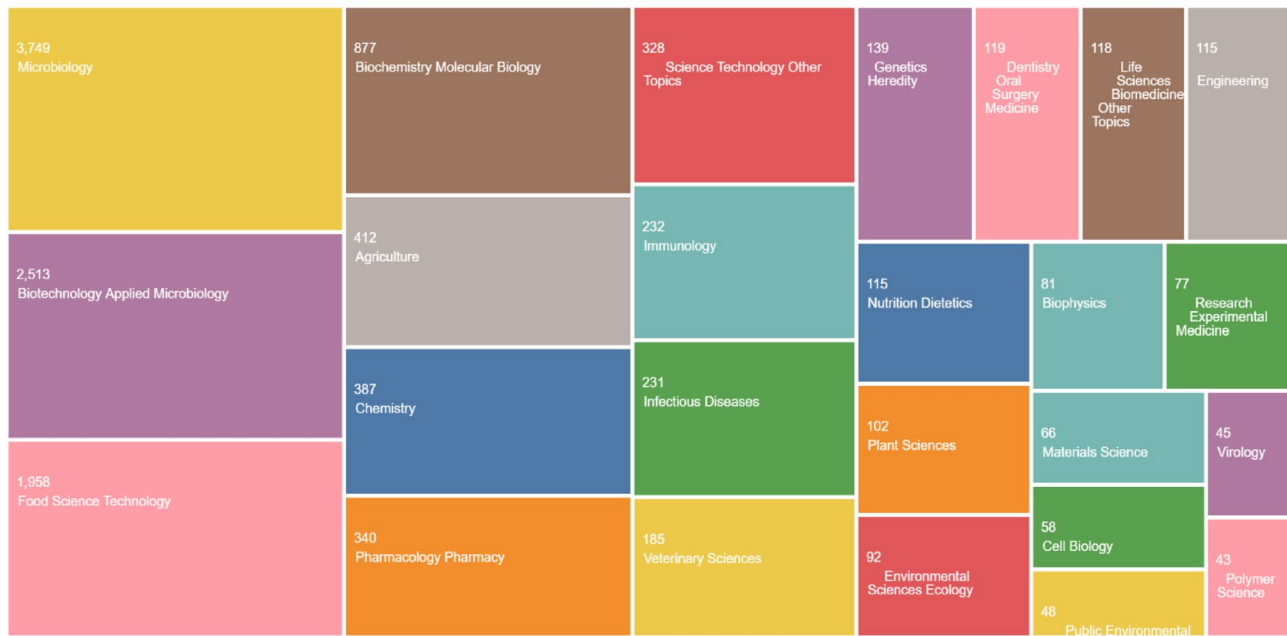 3,749
Microbiology
2,513
Biotechnology Applied Microbiology
1,958
Food Science Technology
877
Biochemistry Molecular Biology
412
Agriculture
387
Chemistry
340
Pharmacology Pharmacy
328
Science Technology Other
Topics
232
Immunology
231
Infectious Diseases
185
Veterinary Sciences
139
Genetics
Heredity
119
Dentistry
Oral
Surgery
Medicine
118
Life
Sciences
Biomedicine
Other
Topics
115
Engineering
115
Nutrition Dietetics
81
Biophysics
77
Research
Experimental
Medicine
102
Plant Sciences
92
Environmental
Sciences Ecology
66
Materials Science
45
Virology
58
Cell Biology
48
Public Environmental
43
Polymer
Science